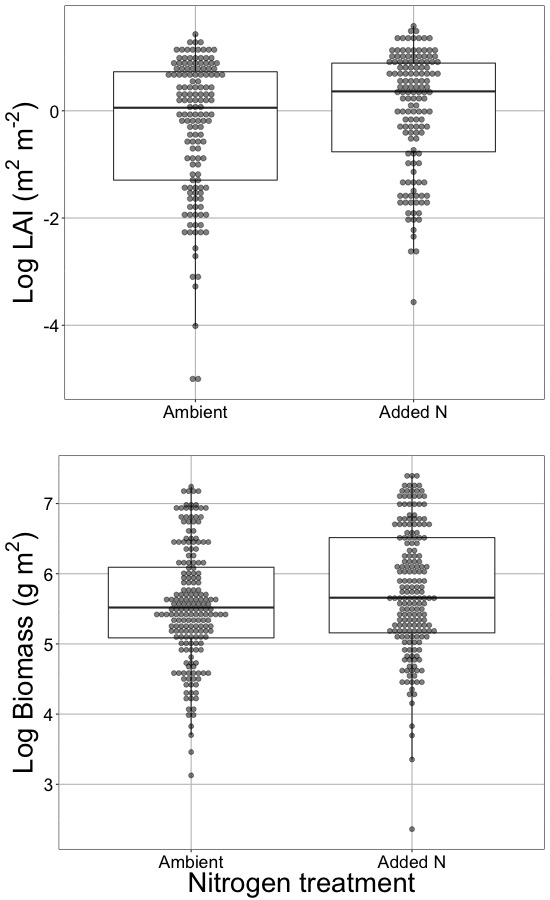 Log LAI (m² m⁻²)
0
-2
-4
Ambient Added N
Log Biomass (g m²)
7
6
5
4
3
Ambient Added N
Nitrogen treatment